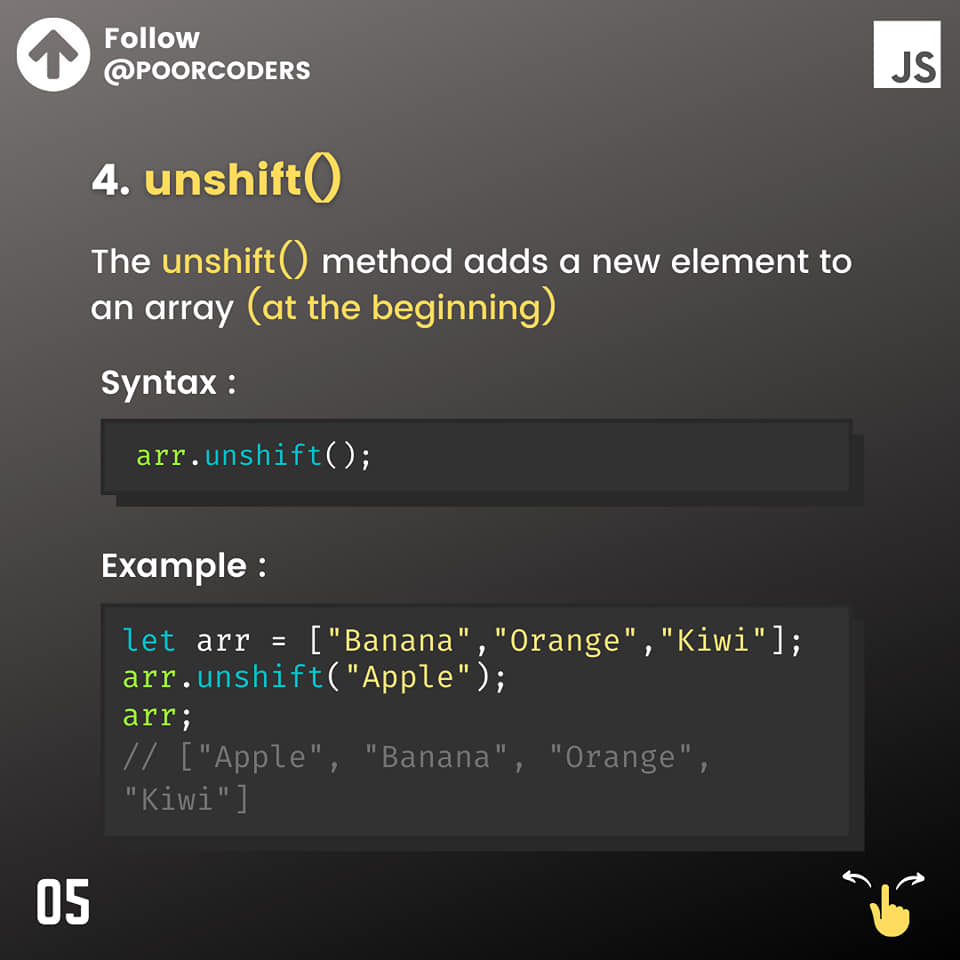 Follow
@POORCODERS
JS
4. unshift()
The unshift() method adds a new element to
an array (at the beginning)
Syntax :
arr.unshift();
Example :
let arr = ["Banana","Orange","Kiwi"];
arr.unshift("Apple");
arr;
// ["Apple", "Banana", "Orange",
"Kiwi"]
05